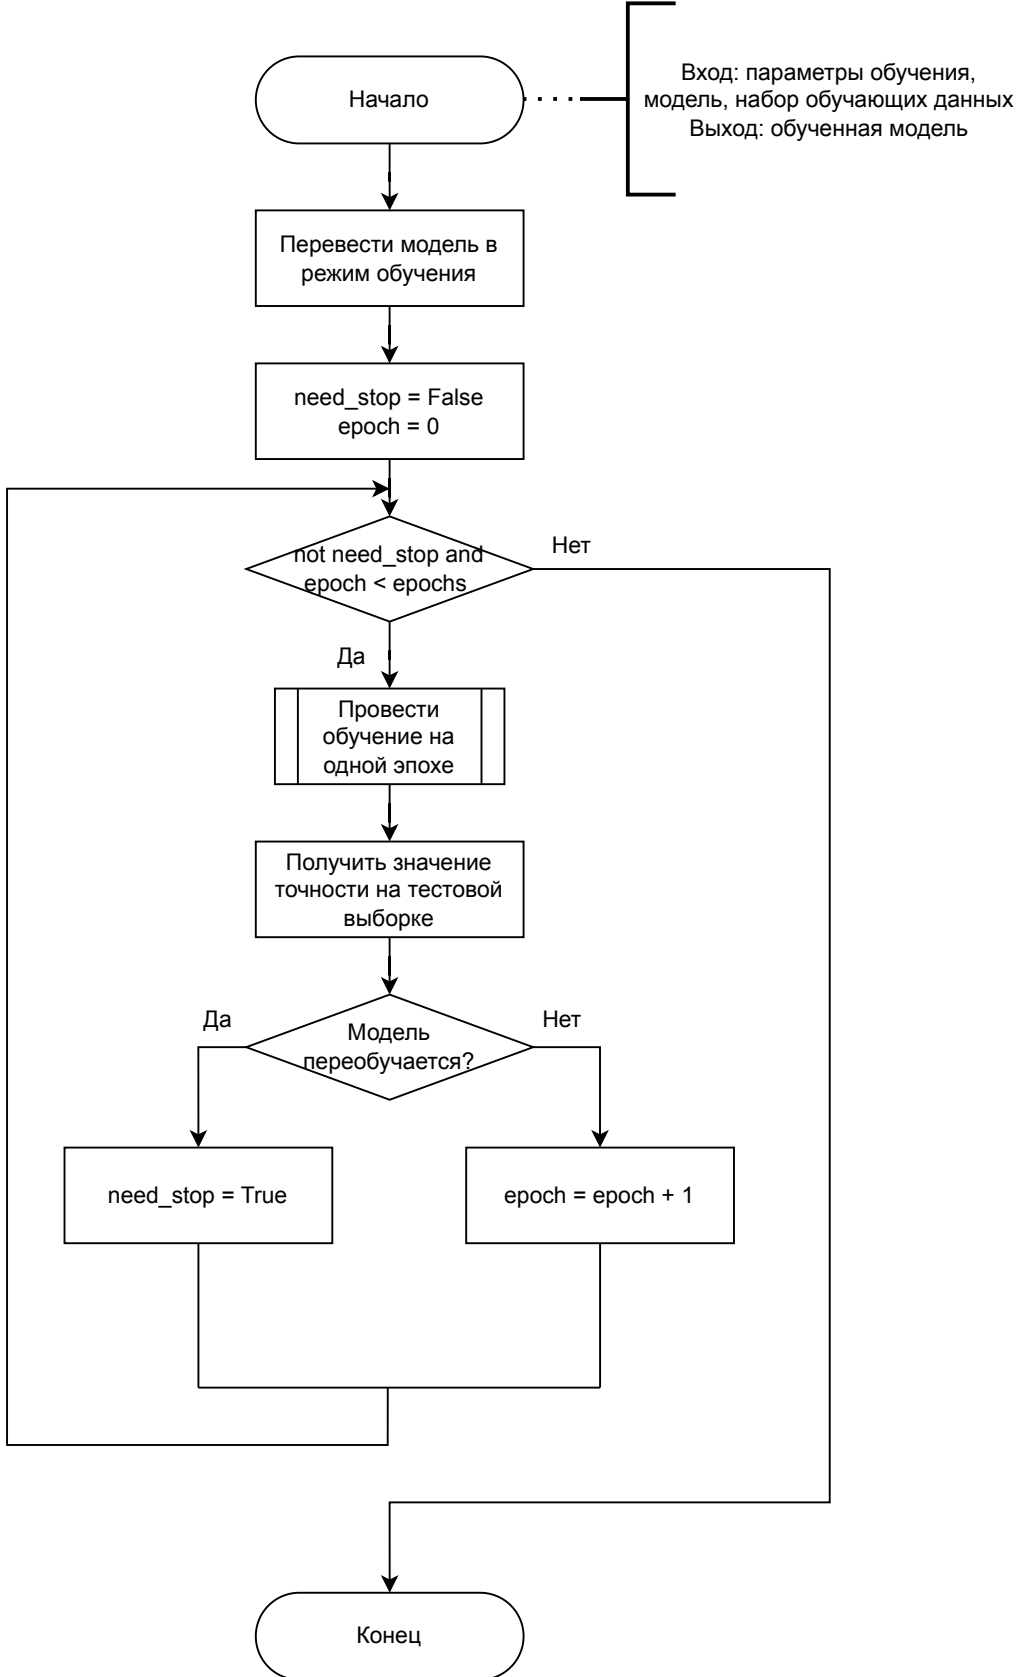 Начало
Вход: параметры обучения,
модель, набор обучающих данных
Выход: обученная модель
Перевести модель в
режим обучения
need_stop = False
epoch = 0
not need_stop and
epoch < epochs
Нет
Да
Провести
обучение на
одной эпохе
Получить значение
точности на тестовой
выборке
Да
Модель
переобучается?
Нет
need_stop = True
epoch = epoch + 1
Конец